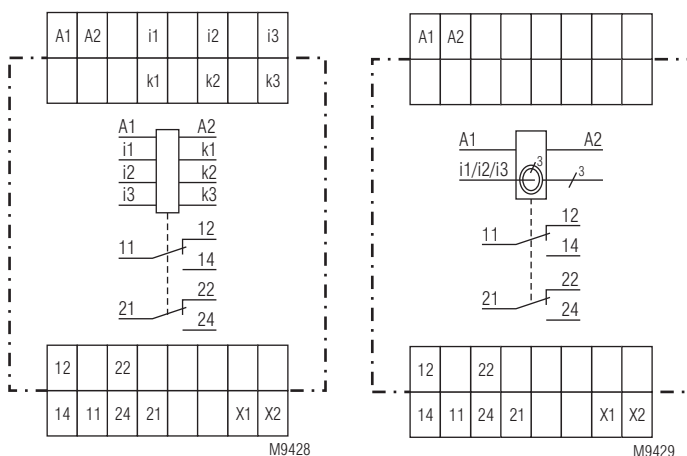 A1 A2 i1 i2 i3
k1 k2 k3
A1 A2
i1 k1
i2 k2
i3 k3
12
11
14
22
21
24
12 22
14 11 24 21 X1 X2
M9428
A1 A2
A1 A2
3
i1/i2/i3 3
12
11
14
22
21
24
12 22
14 11 24 21 X1 X2
M9429